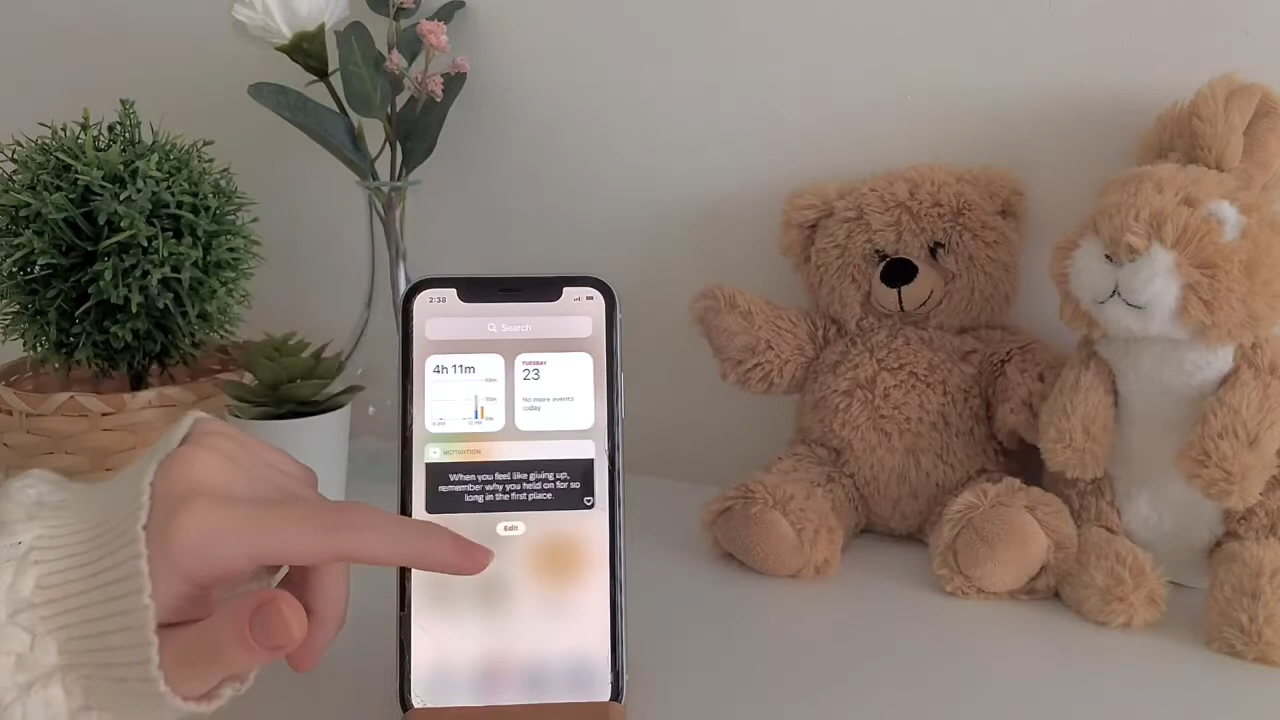 2:38
Search
4h 11m
TUESDAY
23
No more events
today
MOTIVATION
When you feel like giving up,
remember why you held on for so
long in the first place.
Edit